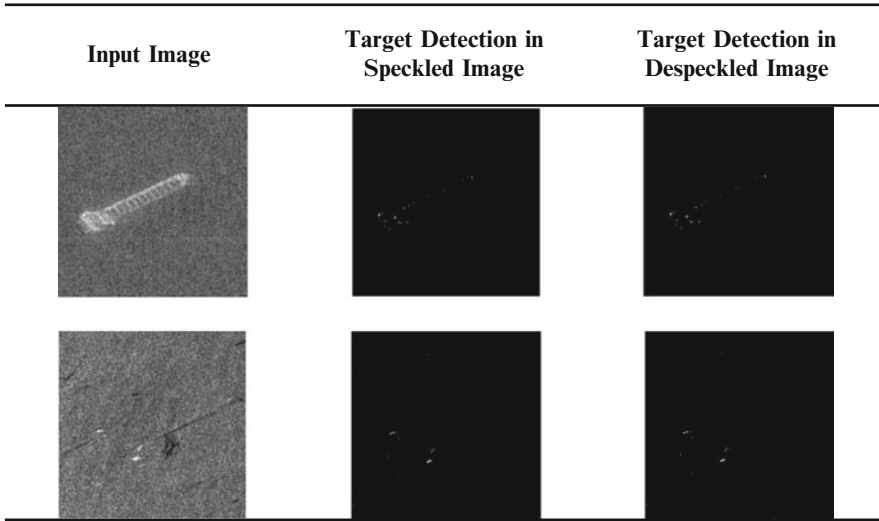 Input Image
Target Detection in
Speckled Image
Target Detection in
Despeckled Image